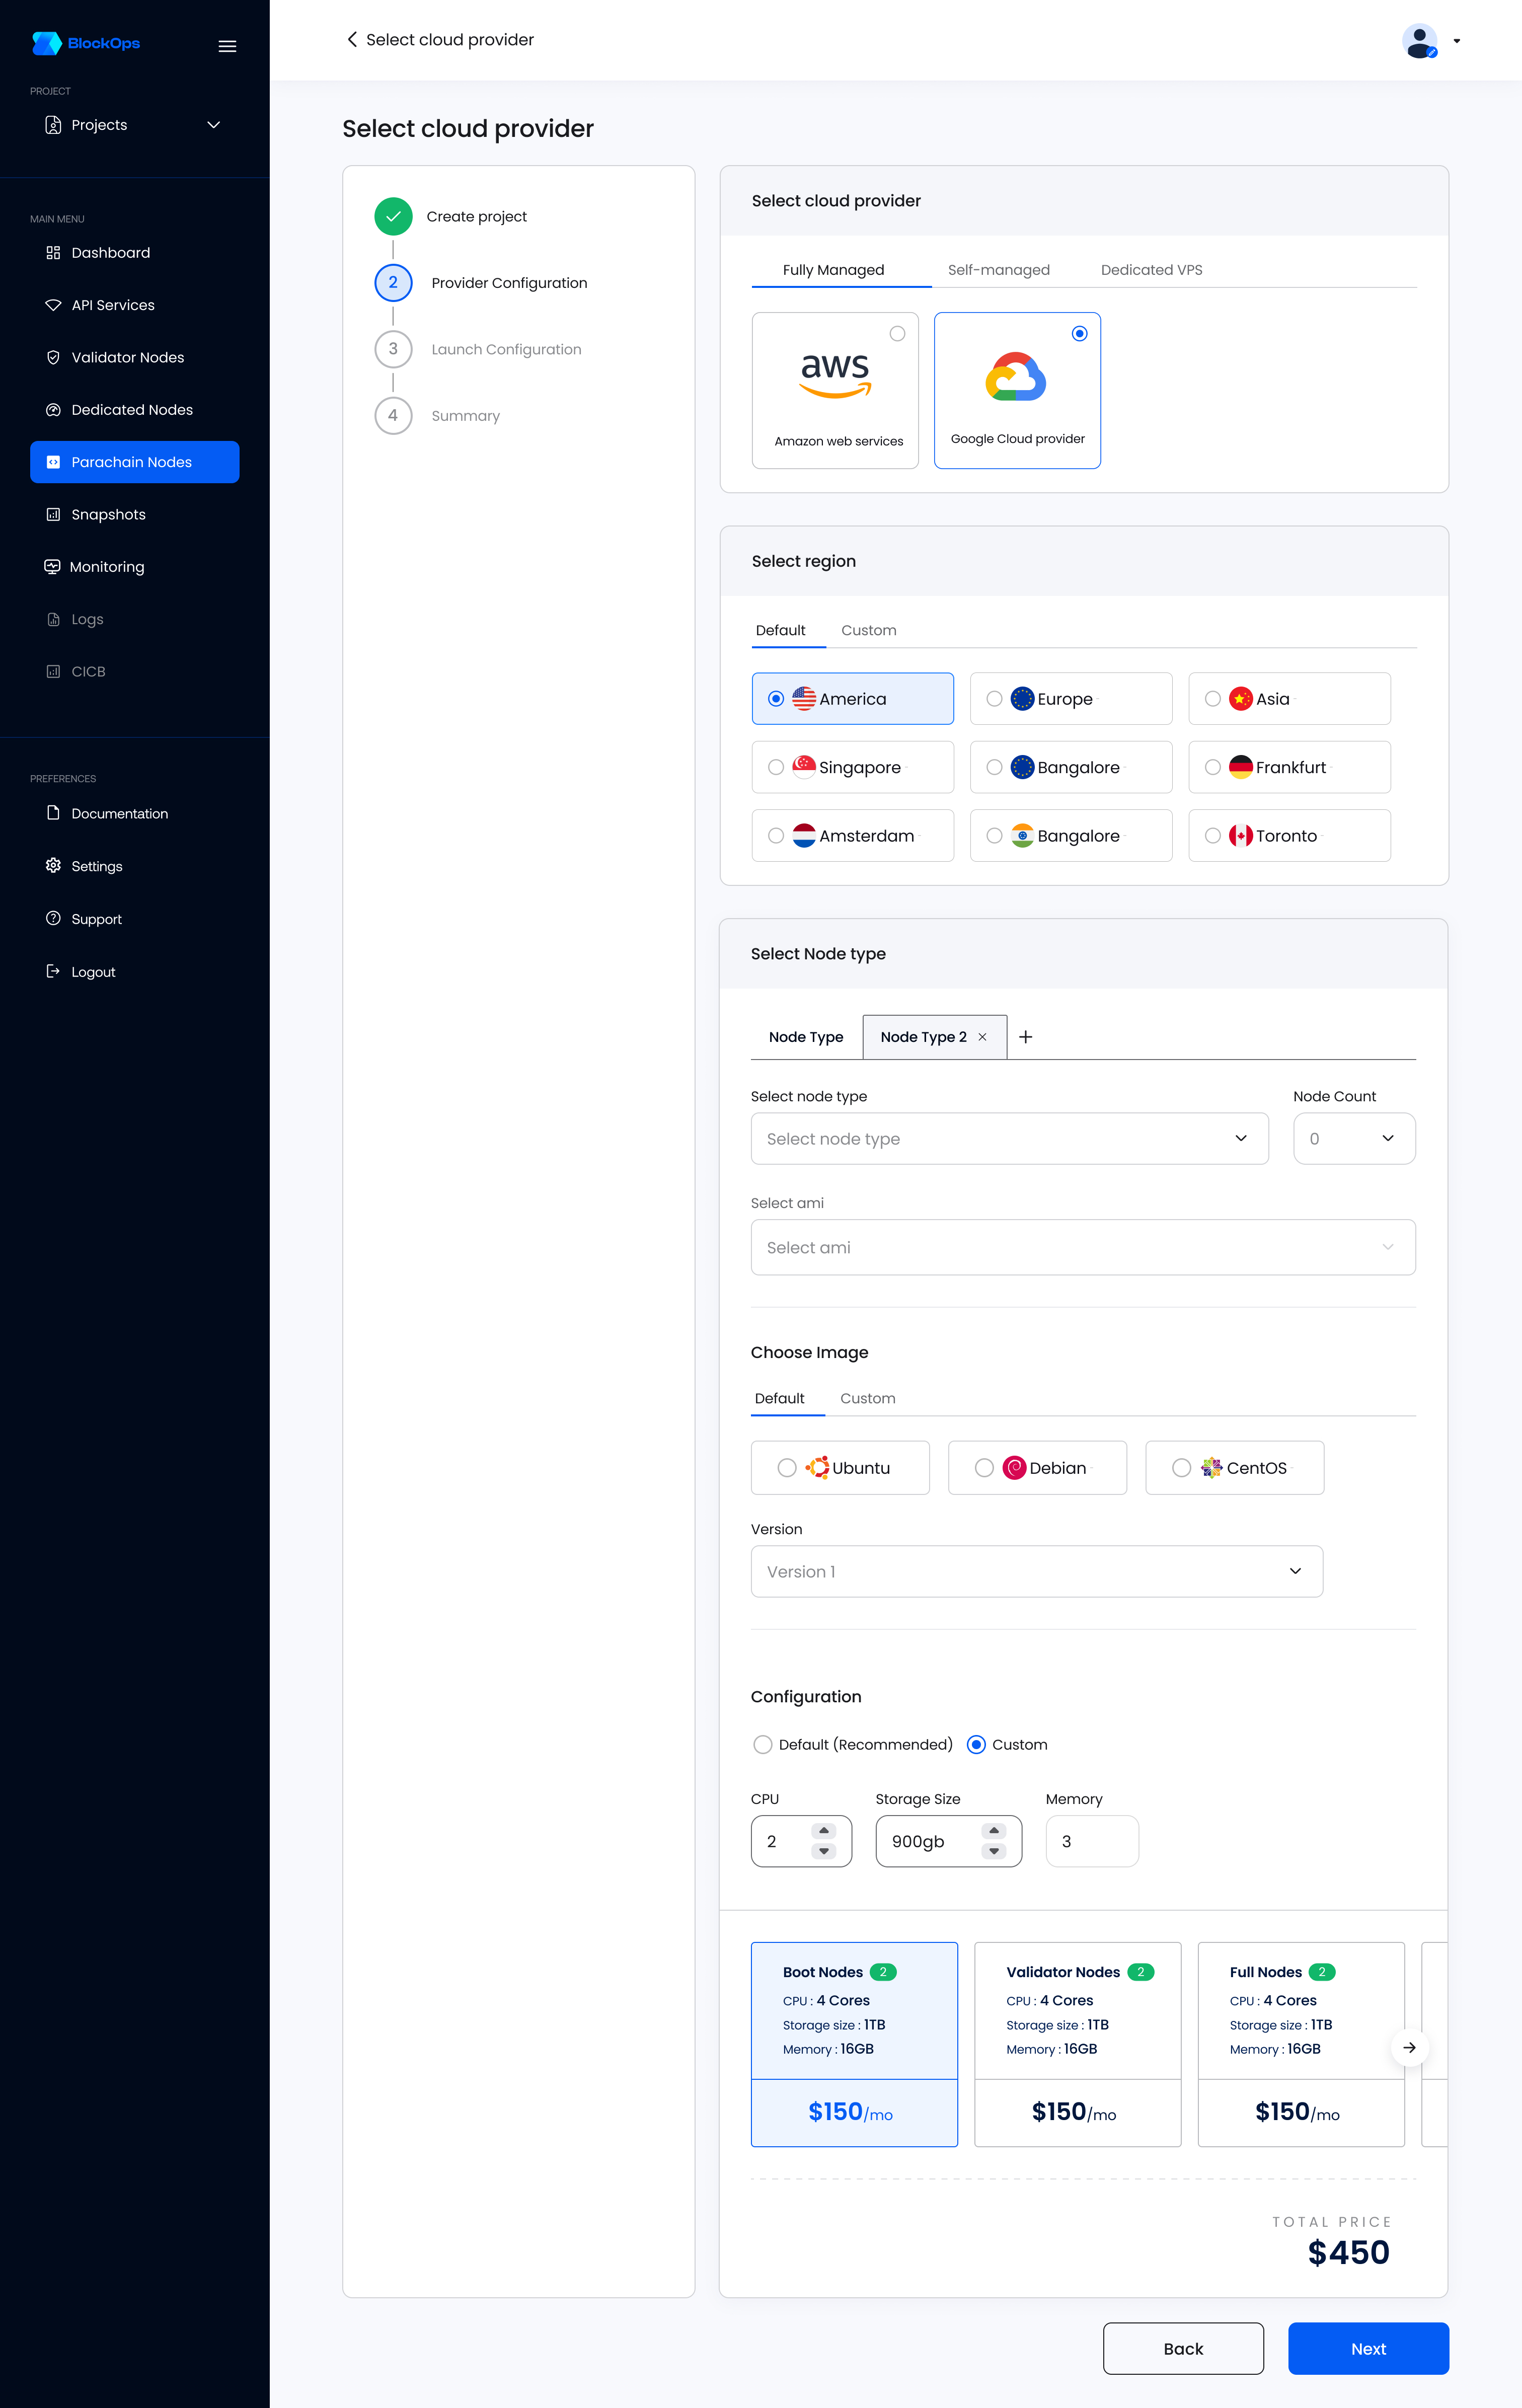 BlockOps
PROJECT
Projects
MAIN MENU
Dashboard
API Services
Validator Nodes
Dedicated Nodes
Parachain Nodes
Snapshots
Monitoring
Logs
CICB
PREFERENCES
Documentation
Settings
Support
Logout
Select cloud provider
Select cloud provider
Create project
2 Provider Configuration
3 Launch Configuration
4 Summary
Select cloud provider
Fully Managed Self-managed Dedicated VPS
aws
Amazon web services Google Cloud provider
Select region
Default Custom
America Europe Asia
Singapore Bangalore Frankfurt
Amsterdam Bangalore Toronto
Select Node type
Node Type Node Type 2
Select node type Node Count
Select node type 0
Select ami
Select ami
Choose Image
Default Custom
Ubuntu Debian CentOS
Version
Version 1
Configuration
Default (Recommended) Custom
CPU Storage Size Memory
2 900gb 3
Boot Nodes 2
CPU : 4 Cores
Storage size : 1TB
Memory : 16GB
$150/mo
Validator Nodes 2
CPU : 4 Cores
Storage size : 1TB
Memory : 16GB
$150/mo
Full Nodes 2
CPU : 4 Cores
Storage size : 1TB
Memory : 16GB
$150/mo
TOTAL PRICE
$450
Back Next